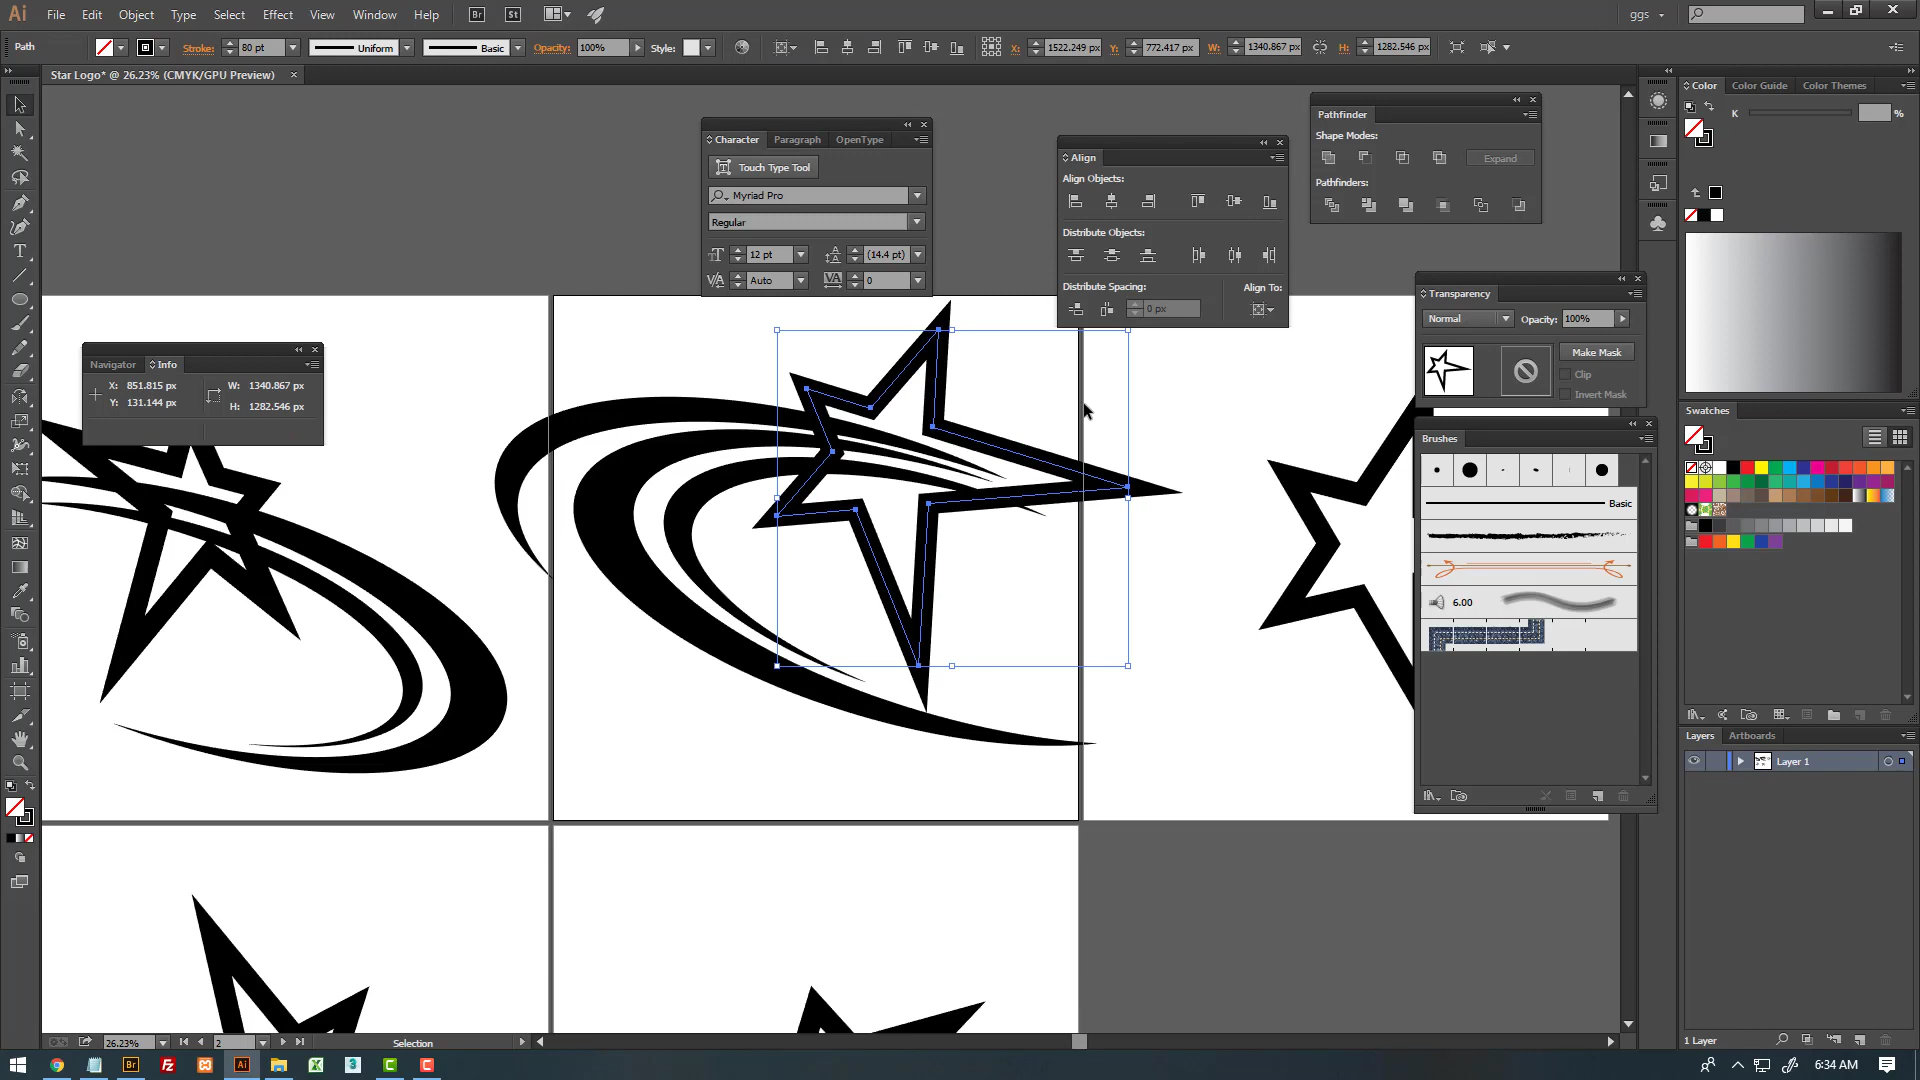 Ai File Edit Object Type Select Effect View Window Help Br St ggs
Path Stroke: 80 pt Uniform Basic Opacity: 100% Style: X: 1522.249 px Y: 772.417 px W: 1340.867 px H: 1282.546 px
Star Logo* @ 26.23% (CMYK/GPU Preview)
Character Paragraph OpenType
Touch Type Tool
Myriad Pro
Regular
12 pt (14.4 pt)
Auto 0
Align
Align Objects:
Distribute Objects:
Distribute Spacing: Align To:
0 px
Pathfinder
Shape Modes:
Expand
Pathfinders:
Color Color Guide Color Themes
K %
Navigator Info
X: 851.815 px W: 1340.867 px
Y: 131.144 px H: 1282.546 px
Transparency
Normal Opacity: 100%
Make Mask
Clip
Invert Mask
Brushes
Basic
6.00
Swatches
Layers Artboards
Layer 1
1 Layer
26.23% 2 Selection
Br Fz Ai 6:34 AM